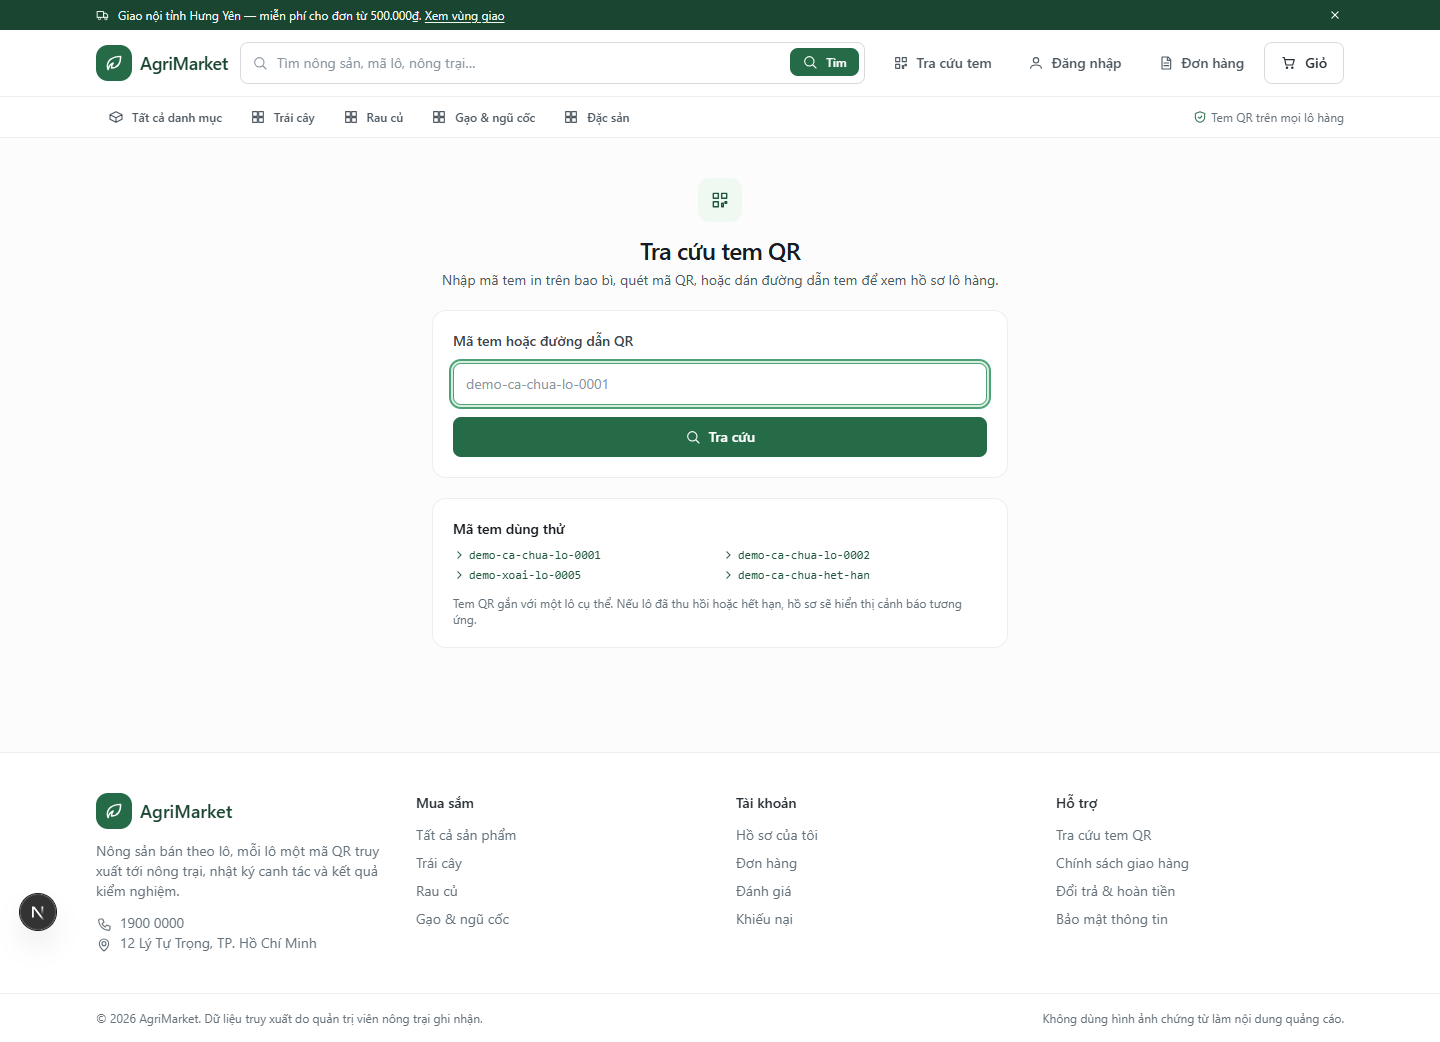 Giao nội tỉnh Hưng Yên — miễn phí cho đơn từ 500.000₫. Xem vùng giao
AgriMarket
Tìm nông sản, mã lô, nông trại...
Tìm
Tra cứu tem
Đăng nhập
Đơn hàng
Giỏ
Tất cả danh mục
Trái cây
Rau củ
Gạo & ngũ cốc
Đặc sản
Tem QR trên mọi lô hàng
Tra cứu tem QR
Nhập mã tem in trên bao bì, quét mã QR, hoặc dán đường dẫn tem để xem hồ sơ lô hàng.
Mã tem hoặc đường dẫn QR
demo-ca-chua-lo-0001
Tra cứu
Mã tem dùng thử
demo-ca-chua-lo-0001
demo-ca-chua-lo-0002
demo-xoai-lo-0005
demo-ca-chua-het-han
Tem QR gắn với một lô cụ thể. Nếu lô đã thu hồi hoặc hết hạn, hồ sơ sẽ hiển thị cảnh báo tương
ứng.
AgriMarket
Nông sản bán theo lô, mỗi lô một mã QR truy
xuất tới nông trại, nhật ký canh tác và kết quả
kiểm nghiệm.
1900 0000
12 Lý Tự Trọng, TP. Hồ Chí Minh
Mua sắm
Tất cả sản phẩm
Trái cây
Rau củ
Gạo & ngũ cốc
Tài khoản
Hồ sơ của tôi
Đơn hàng
Đánh giá
Khiếu nại
Hỗ trợ
Tra cứu tem QR
Chính sách giao hàng
Đổi trả & hoàn tiền
Bảo mật thông tin
N
© 2026 AgriMarket. Dữ liệu truy xuất do quản trị viên nông trại ghi nhận.
Không dùng hình ảnh chứng từ làm nội dung quảng cáo.